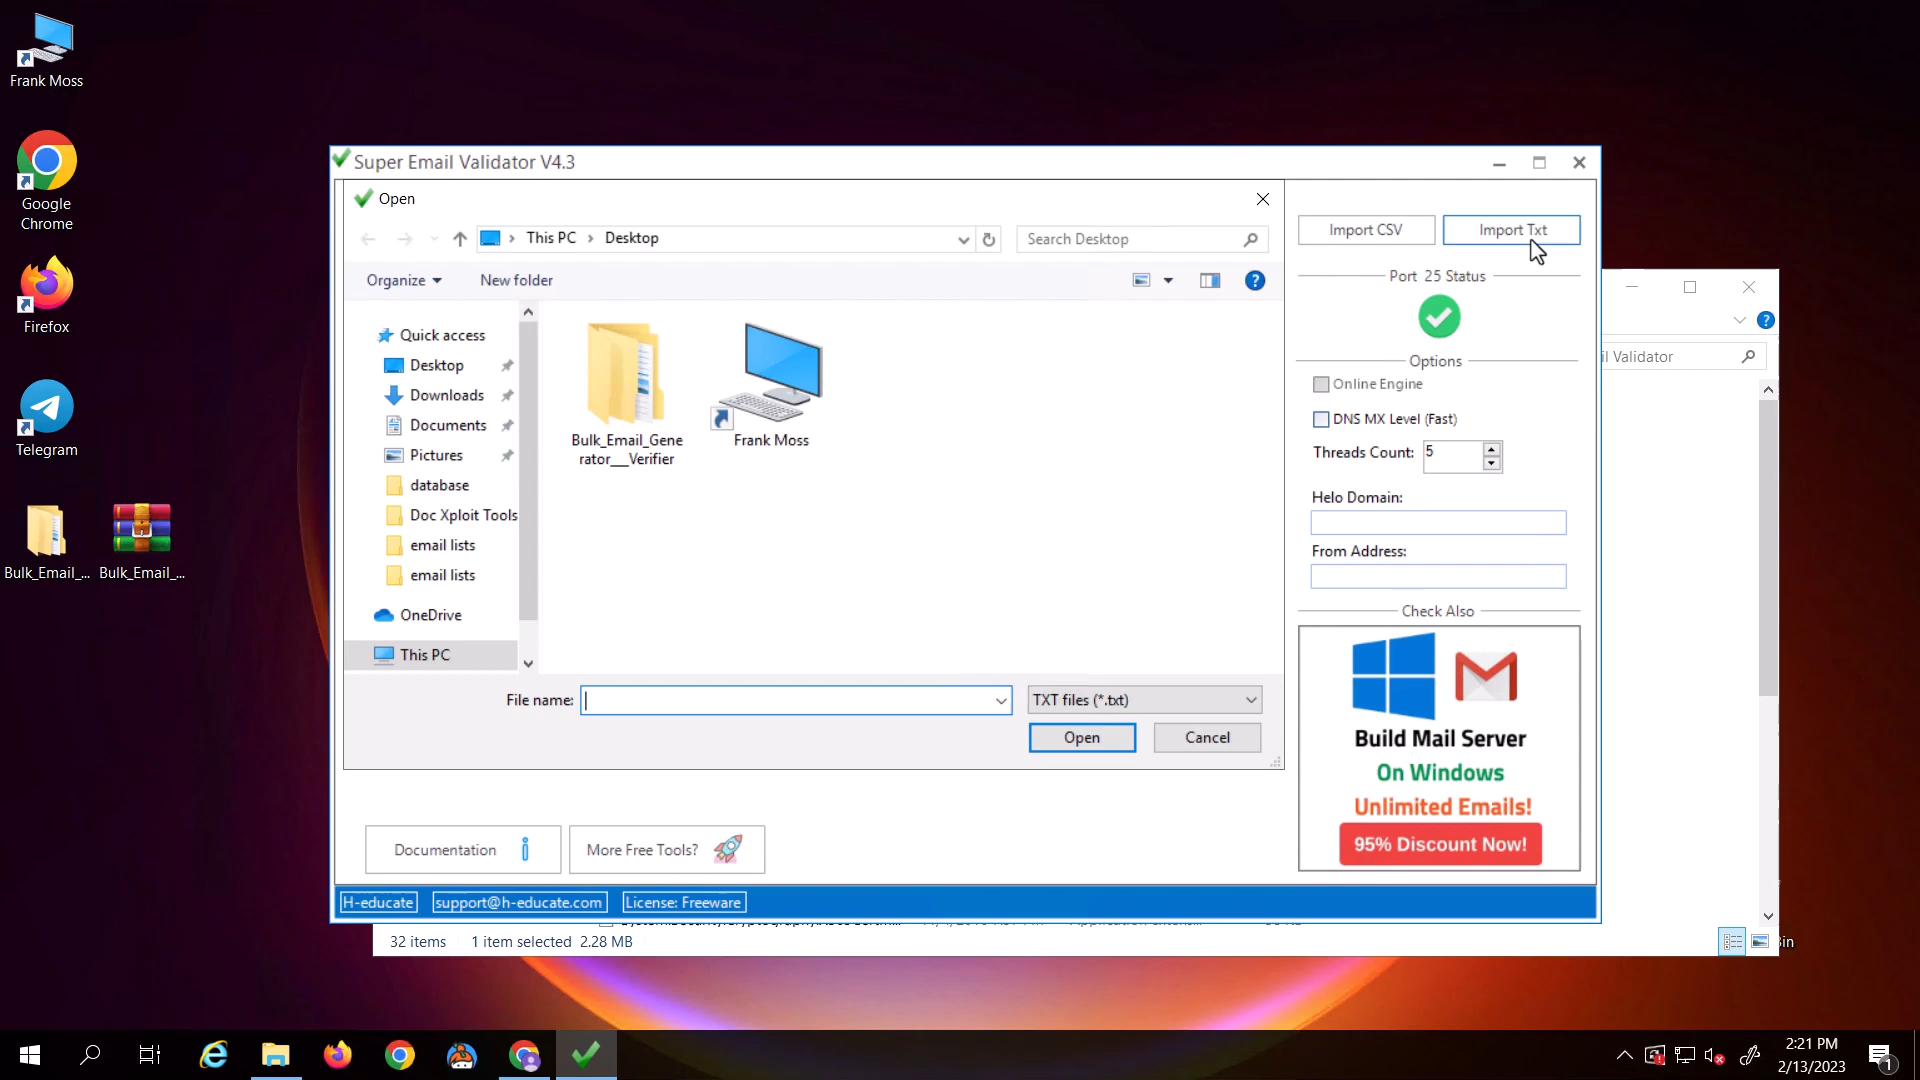 Frank Moss
Google
Chrome
Firefox
Telegram
Bulk_Email_...
Bulk_Email_...
Super Email Validator V4.3
Open
This PC
Desktop
Search Desktop
Organize
New folder
Quick access
Desktop
Downloads
Documents
Pictures
database
Doc Xploit Tools
email lists
email lists
OneDrive
This PC
Bulk_Email_Gene
rator___Verifier
Frank Moss
File name:
TXT files (*.txt)
Open
Cancel
Documentation
More Free Tools?
H-educate
support@h-educate.com
License: Freeware
Import CSV
Import Txt
Port 25 Status
Options
Online Engine
DNS MX Level (Fast)
Threads Count:
5
Helo Domain:
From Address:
Check Also
Build Mail Server
On Windows
Unlimited Emails!
95% Discount Now!
il Validator
32 items
1 item selected 2.28 MB
2:21 PM
2/13/2023
1